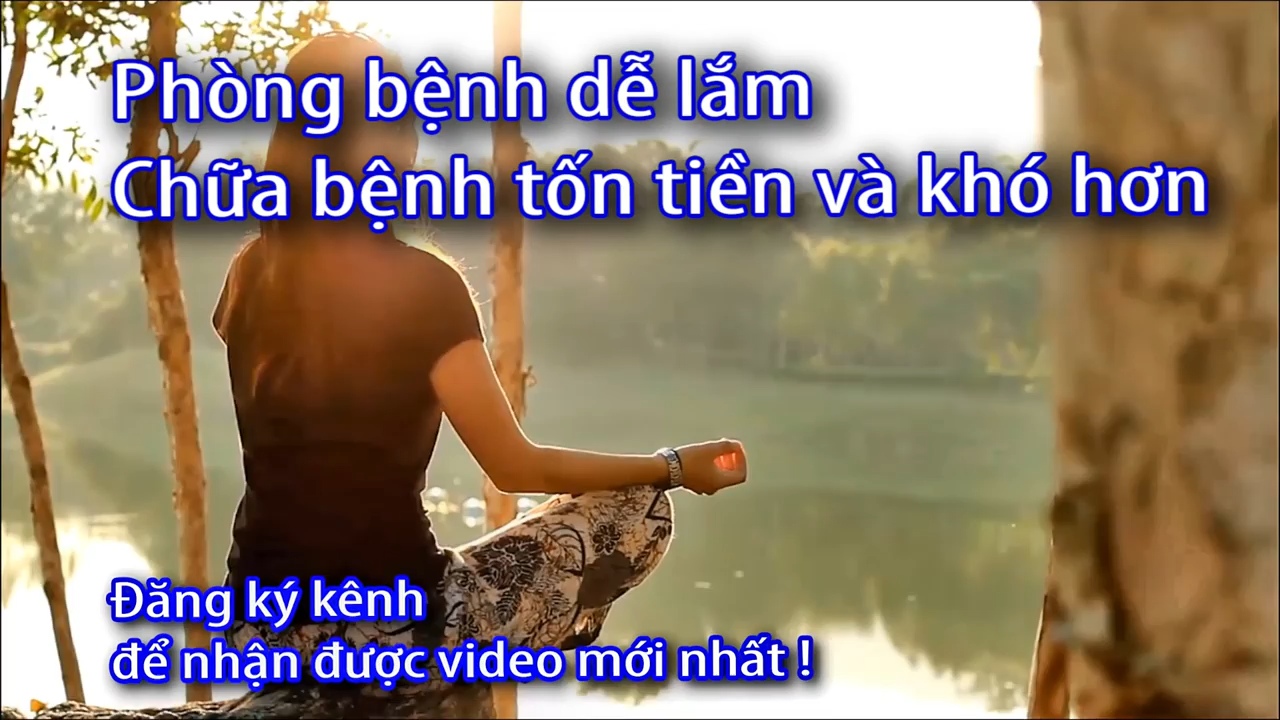 Phòng bệnh dễ lắm
Chữa bệnh tốn tiền và khó hơn
Đăng ký kênh
để nhận được video mới nhất !